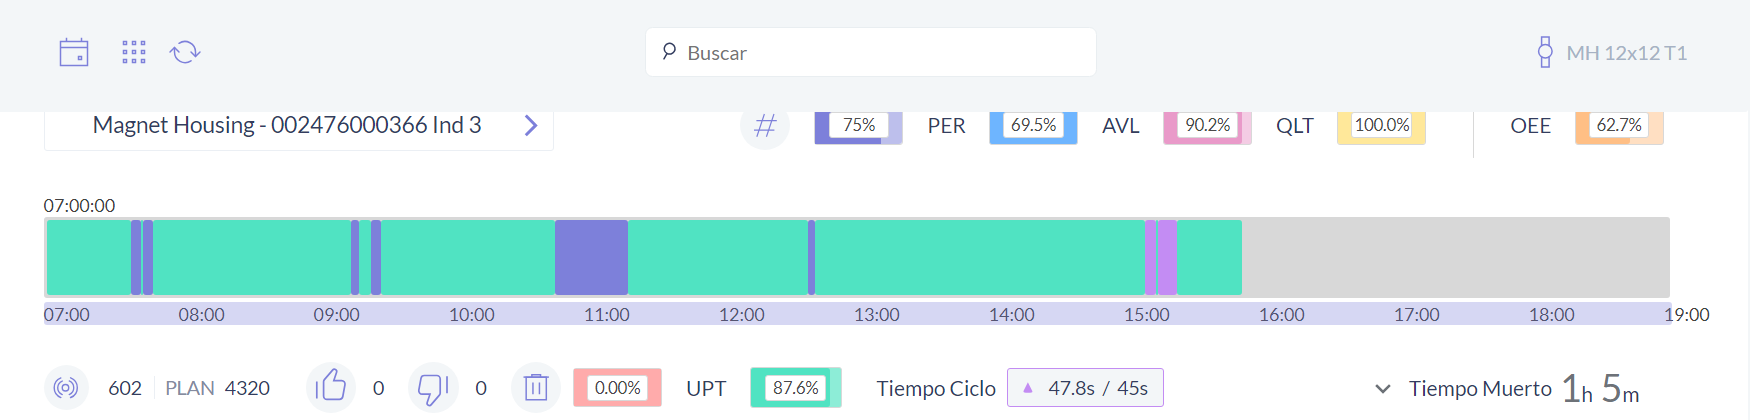 Buscar
MH 12x12 T1
Magnet Housing - 002476000366 Ind 3
# 75% PER 69.5% AVL 90.2% QLT 100.0% OEE 62.7%
07:00:00
07:00 08:00 09:00 10:00 11:00 12:00 13:00 14:00 15:00 16:00 17:00 18:00 19:00
602 PLAN 4320 0 0 0.00% UPT 87.6% Tiempo Ciclo 47.8s / 45s Tiempo Muerto 1h 5m